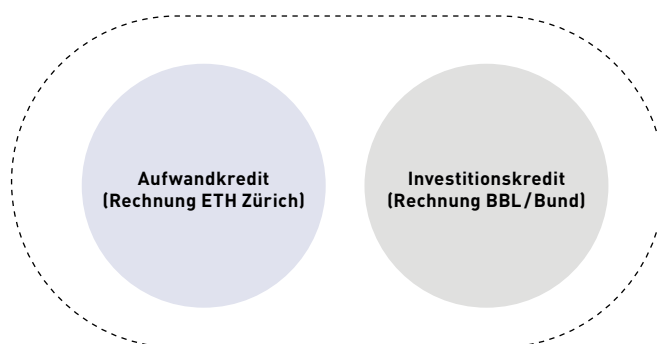 Aufwandkredit
(Rechnung ETH Zürich)
Investitionskredit
(Rechnung BBL/Bund)